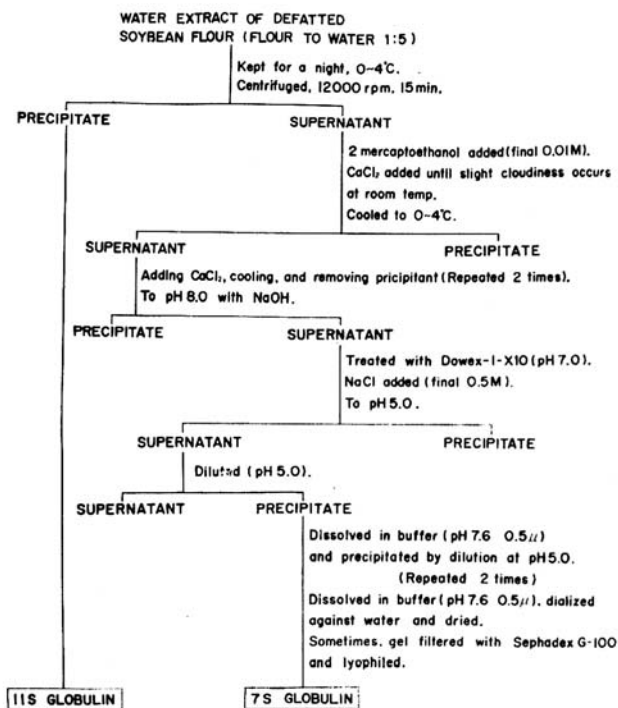 WATER EXTRACT OF DEFATTED
SOYBEAN FLOUR (FLOUR TO WATER 1:5)
Kept for a night, 0-4°C.
Centrifuged, 12000 rpm, 15min.
PRECIPITATE SUPERNATANT
2 mercaptoethanol added (final 0.01M).
CaCl₂ added until slight cloudiness occurs
at room temp.
Cooled to 0-4°C.
SUPERNATANT PRECIPITATE
Adding CaCl₂, cooling, and removing pricipitant (Repeated 2 times).
To pH 8.0 with NaOH.
PRECIPITATE SUPERNATANT
Treated with Dowex-I-X10 (pH 7.0).
NaCl added (final 0.5M).
To pH 5.0.
SUPERNATANT PRECIPITATE
Diluted (pH 5.0).
SUPERNATANT PRECIPITATE
Dissolved in buffer (pH 7.6 0.5μ)
and precipitated by dilution at pH5.0.
(Repeated 2 times)
Dissolved in buffer (pH 7.6 0.5μ). dialized
against water and dried.
Sometimes. gel filtered with Sephadex G-100
and lyophiled.
11S GLOBULIN 7S GLOBULIN